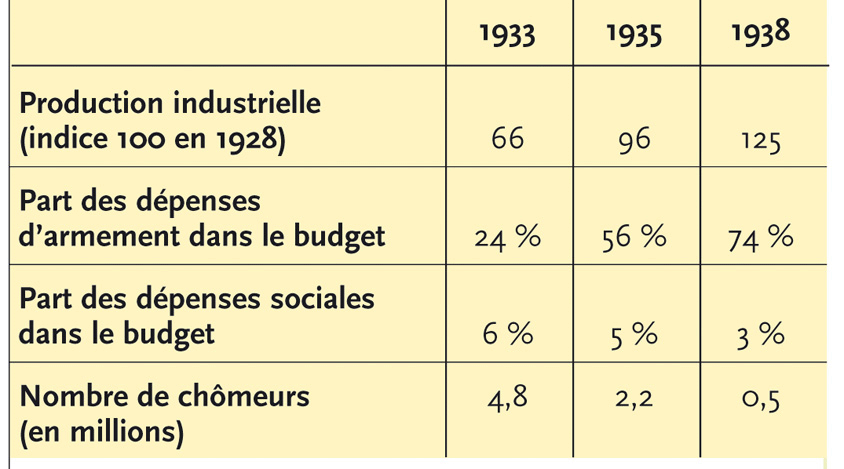 1933 1935 1938
Production industrielle
(indice 100 en 1928) 66 96 125
Part des dépenses
d'armement dans le budget 24 % 56 % 74 %
Part des dépenses sociales
dans le budget 6 % 5 % 3 %
Nombre de chômeurs 4,8 2,2 0,5
(en millions)